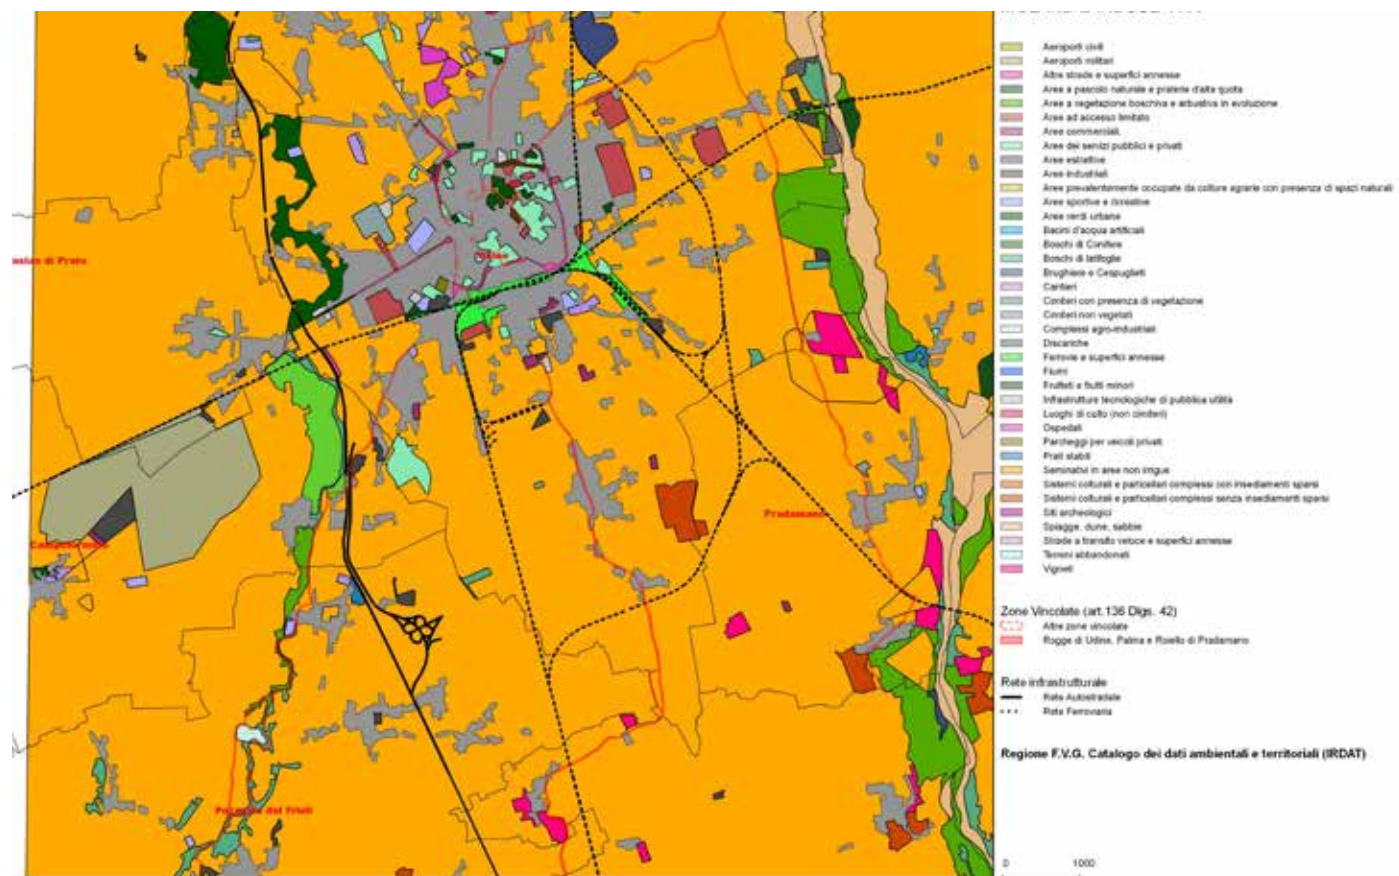 Aeroporti civili
Aeroporti militari
Altre strade e superfici annesse
Aree a pascolo naturale e praterie d'alta quota
Aree a vegetazione boschiva e arbustiva in evoluzione
Aree ad accesso limitato
Aree commerciali
Aree dei servizi pubblici e privati
Aree estrattive
Aree industriali
Aree prevalentemente occupate da colture agrarie con presenza di spazi naturali
Aree sportive e ricreative
Aree verdi urbane
Bacini d'acqua artificiali
Boschi di Conifere
Boschi di latifoglie
Brughiere e Cespuglieti
Cantieri
Cimiteri con presenza di vegetazione
Cimiteri non vegetati
Complessi agro-industriali
Discariche
Ferrovie e superfici annesse
Fiumi
Frutteti e frutti minori
Infrastrutture tecnologiche di pubblica utilità
Luoghi di culto (non cimiteri)
Ospedali
Parcheggi per veicoli privati
Prati stabili
Seminativi in aree non irrigue
Sistemi colturali e particellari complessi con insediamenti sparsi
Sistemi colturali e particellari complessi senza insediamenti sparsi
Siti archeologici
Spiagge, dune, sabbie
Strade a transito veloce e superfici annesse
Terreni abbandonati
Vigneti
Zone Vincolate (art.136 Dlgs. 42)
Altre zone vincolate
Rogge di Udine, Palma e Roiello di Pradamano
Rete infrastrutturale
Rete Autostradale
Rete Ferroviaria
Regione F.V.G. Catalogo dei dati ambientali e territoriali (IRDAT)
0 1000
di Prato
Udine
Pradamano
del Friuli